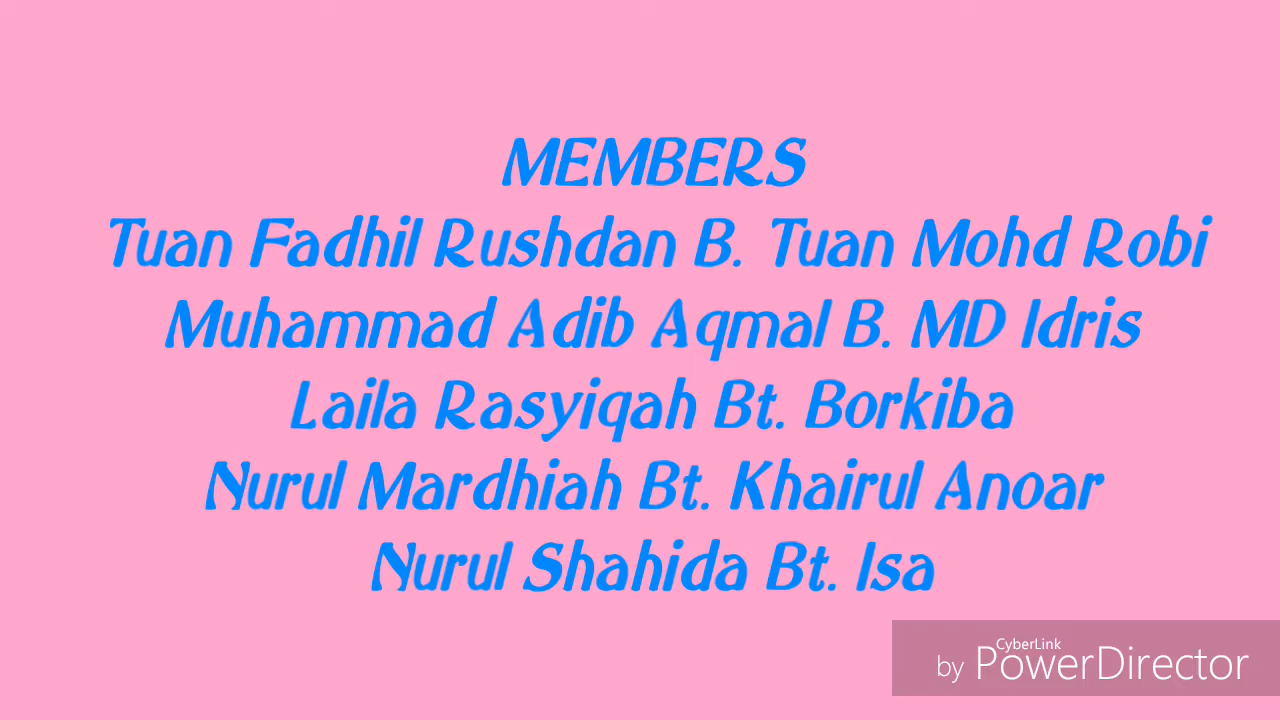 MEMBERS
Tuan Fadhil Rushdan B. Tuan Mohd Robi
Muhammad Adib Aqmal B. MD Idris
Laila Rasyiqah Bt. Borkiba
Nurul Mardhiah Bt. Khairul Anoar
Nurul Shahida Bt. Isa
CyberLink
by PowerDirector